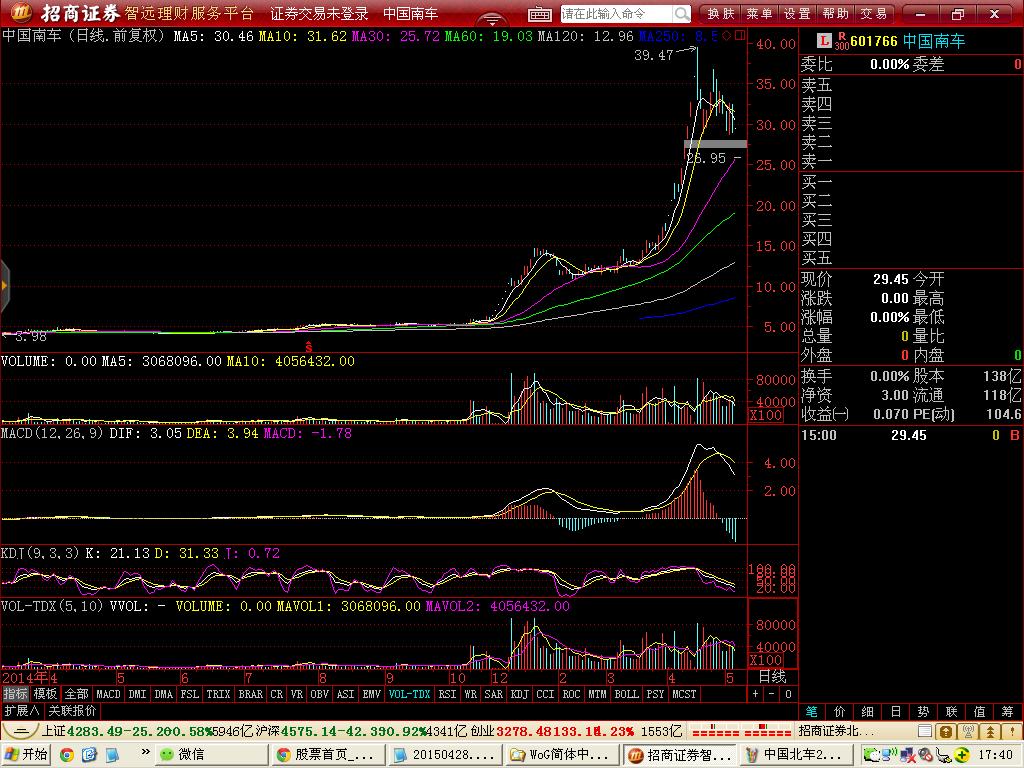 招商证券 智远理财服务平台 证券交易未登录 中国南车 请在此输入命令 换肤 菜单 设置 帮助 交易
中国南车 (日线.前复权) MA5: 30.46 MA10: 31.62 MA30: 25.72 MA60: 19.03 MA120: 12.96 MA250: 8.5
40.00
39.47
35.00
30.00
25.95
25.00
20.00
15.00
10.00
5.00
3.98
VOLUME: 0.00 MA5: 3068096.00 MA10: 4056432.00
80000
40000
X100
MACD(12,26,9) DIF: 3.05 DEA: 3.94 MACD: -1.78
4.00
2.00
KDJ(9,3,3) K: 21.13 D: 31.33 J: 0.72
100.00
VOL-TDX(5,10) VVOL: - VOLUME: 0.00 MAVOL1: 3068096.00 MAVOL2: 4056432.00
80000
40000
X100
2014年 4 5 6 7 8 9 10 12 2 3 4 5 日线
指标 模板 全部 MACD DMI DMA FSL TRIX BRAR CR VR OBV ASI EMV VOL-TDX RSI WR SAR KDJ CCI ROC MTM BOLL PSY MCST + - 0
扩展∧ 关联报价
L R 300 601766 中国南车
委比 0.00% 委差 0
卖五
卖四
卖三
卖二
卖一
买一
买二
买三
买四
买五
现价 29.45 今开
涨跌 0.00 最高
涨幅 0.00% 最低
总量 0 量比
外盘 0 内盘 0
换手 0.00% 股本 138亿
净资 3.00 流通 118亿
收益㈠ 0.070 PE(动) 104.6
15:00 29.45 0 B
笔 价 细 日 势 联 值 筹
上证4283.49 -25.20 0.58% 5946亿 沪深4575.14 -42.39 0.92% 4341亿 创业3278.48 133.1 4.23% 1553亿 招商证券北...
开始 » 微信 股票首页_... 20150428.... WoG简体中... 招商证券智... 中国北车2... 17:40